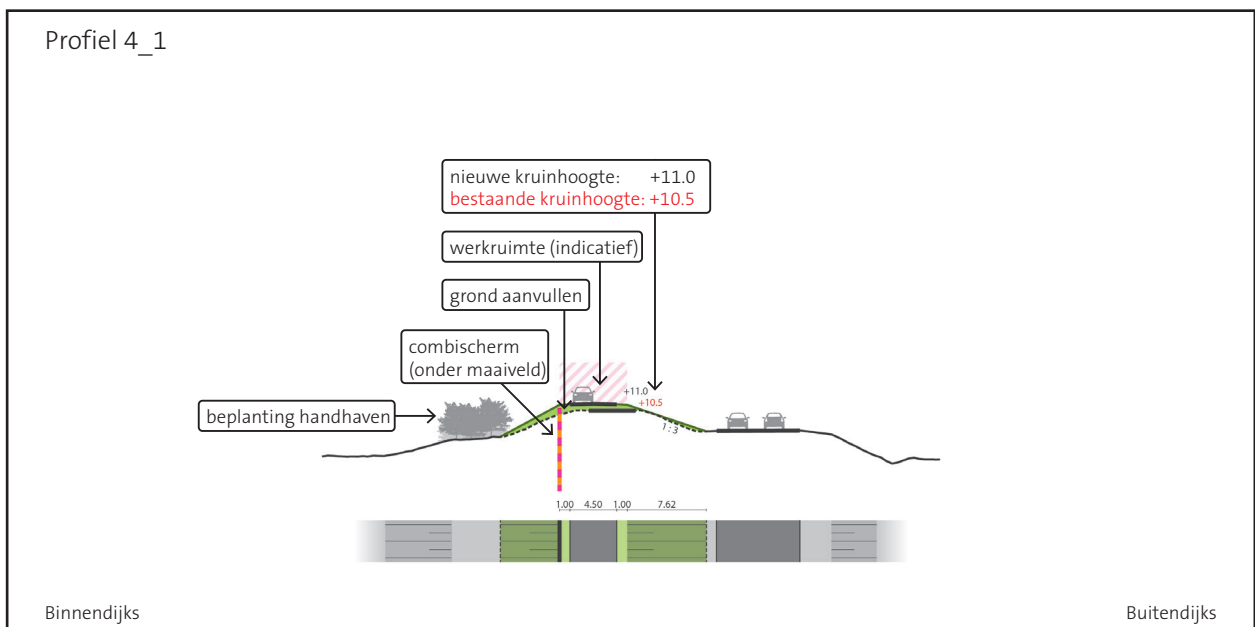 Profiel 4_1
nieuwe kruinhoogte: +11.0
bestaande kruinhoogte: +10.5
werkruimte (indicatief)
grond aanvullen
combischerm
(onder maaiveld)
beplanting handhaven
+11.0
+10.5
1 : 3
1.00 4.50 1.00 7.62
Binnendijks
Buitendijks